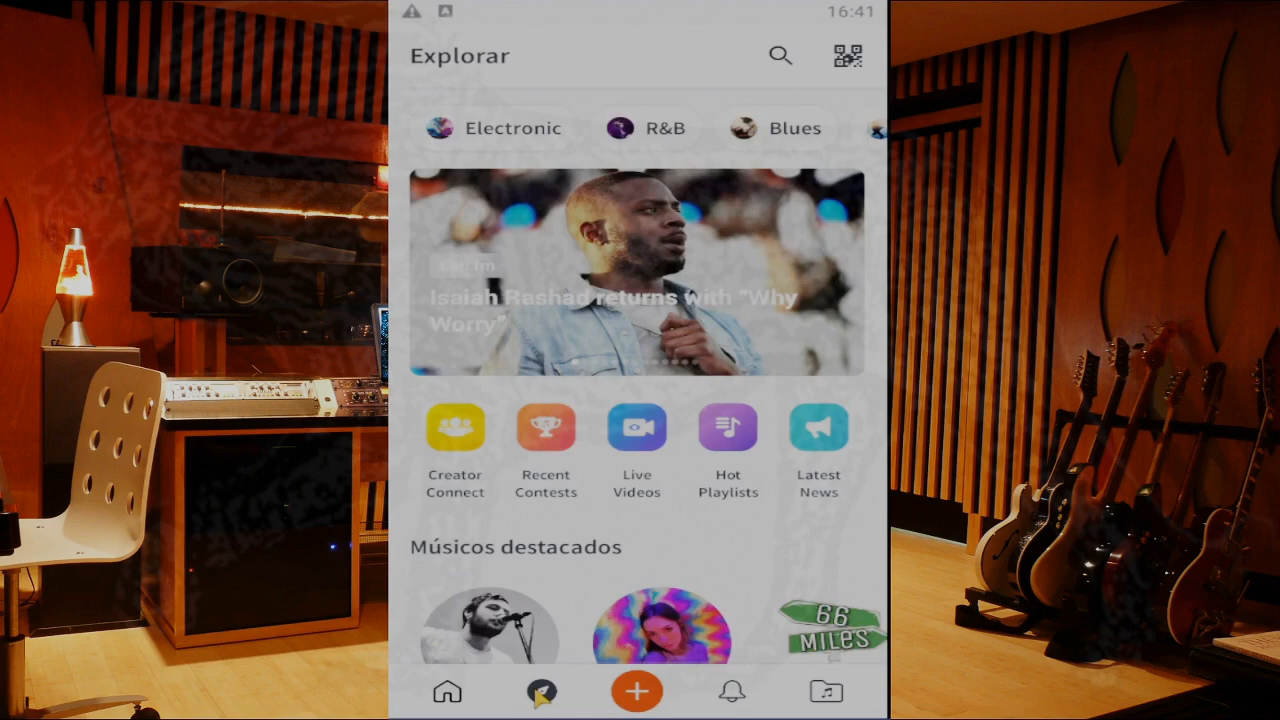 16:41
Explorar
Electronic
R&B
Blues
Isaiah Rashad returns with “Why
Worry”
Creator
Connect
Recent
Contests
Live
Videos
Hot
Playlists
Latest
News
Músicos destacados
66
MILES